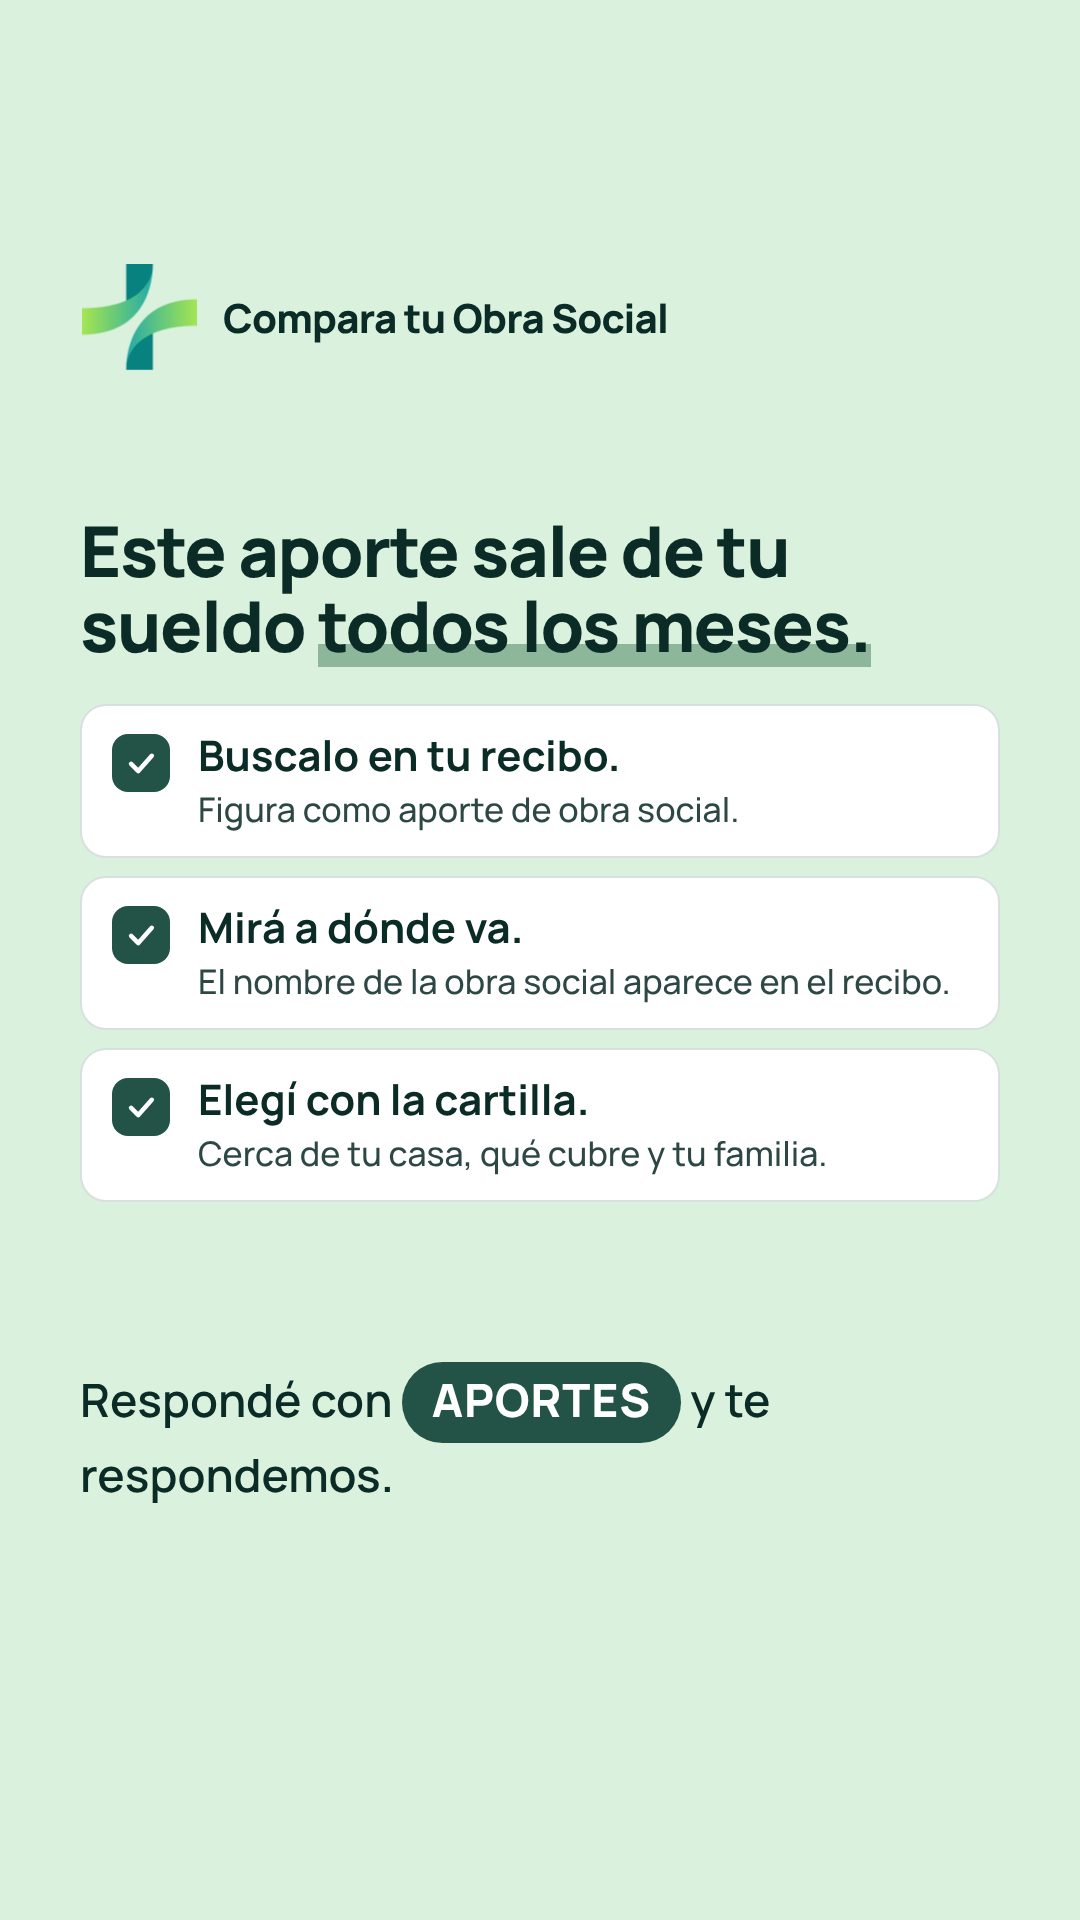 Compara tu Obra Social
Este aporte sale de tu
sueldo todos los meses.
Buscalo en tu recibo.
Figura como aporte de obra social.
Mirá a dónde va.
El nombre de la obra social aparece en el recibo.
Elegí con la cartilla.
Cerca de tu casa, qué cubre y tu familia.
Respondé con APORTES y te
respondemos.